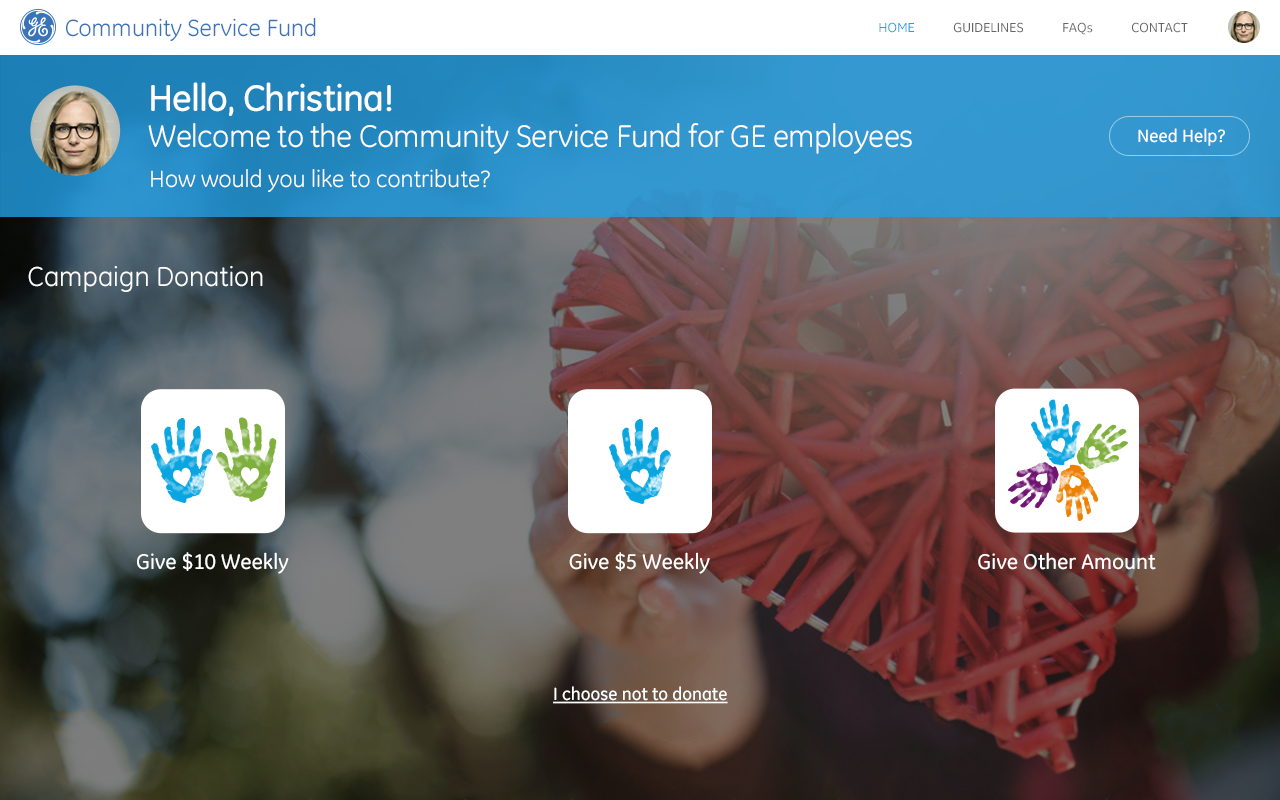 GE Community Service Fund
HOME GUIDELINES FAQs CONTACT
Hello, Christina!
Welcome to the Community Service Fund for GE employees
Need Help?
How would you like to contribute?
Campaign Donation
Give $10 Weekly
Give $5 Weekly
Give Other Amount
I choose not to donate